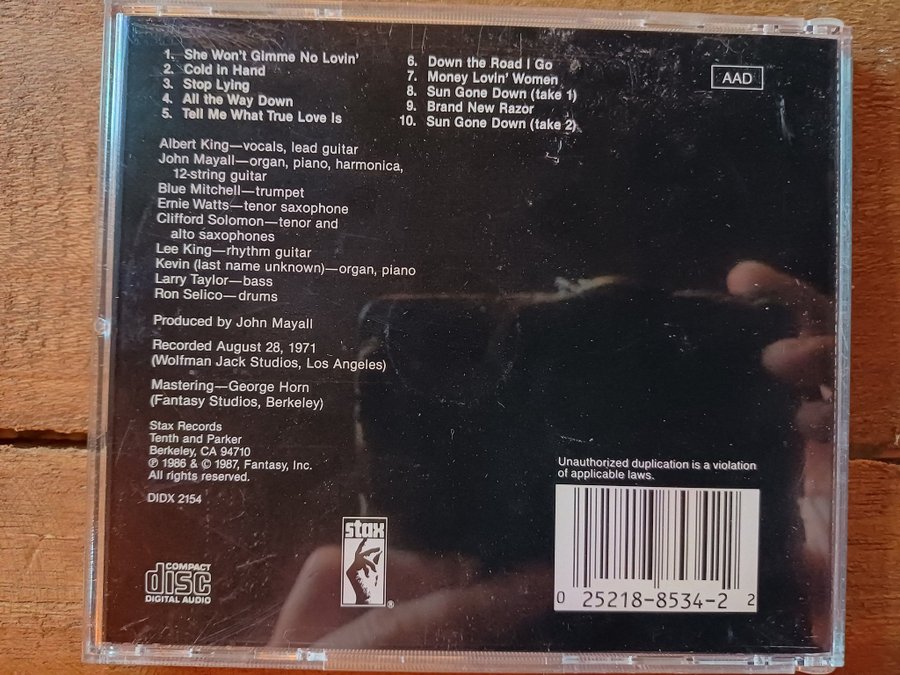 1. She Won't Gimme No Lovin'
2. Cold in Hand
3. Stop Lying
4. All the Way Down
5. Tell Me What True Love Is
6. Down the Road I Go
7. Money Lovin' Women
8. Sun Gone Down (take 1)
9. Brand New Razor
10. Sun Gone Down (take 2)
AAD
Albert King—vocals, lead guitar
John Mayall—organ, piano, harmonica,
12-string guitar
Blue Mitchell—trumpet
Ernie Watts—tenor saxophone
Clifford Solomon—tenor and
alto saxophones
Lee King—rhythm guitar
Kevin (last name unknown)—organ, piano
Larry Taylor—bass
Ron Selico—drums
Produced by John Mayall
Recorded August 28, 1971
(Wolfman Jack Studios, Los Angeles)
Mastering—George Horn
(Fantasy Studios, Berkeley)
Stax Records
Tenth and Parker
Berkeley, CA 94710
℗ 1986 & © 1987, Fantasy, Inc.
All rights reserved.
DIDX 2154
COMPACT
disc
DIGITAL AUDIO
stax
®
Unauthorized duplication is a violation
of applicable laws.
0 25218-8534-2 2